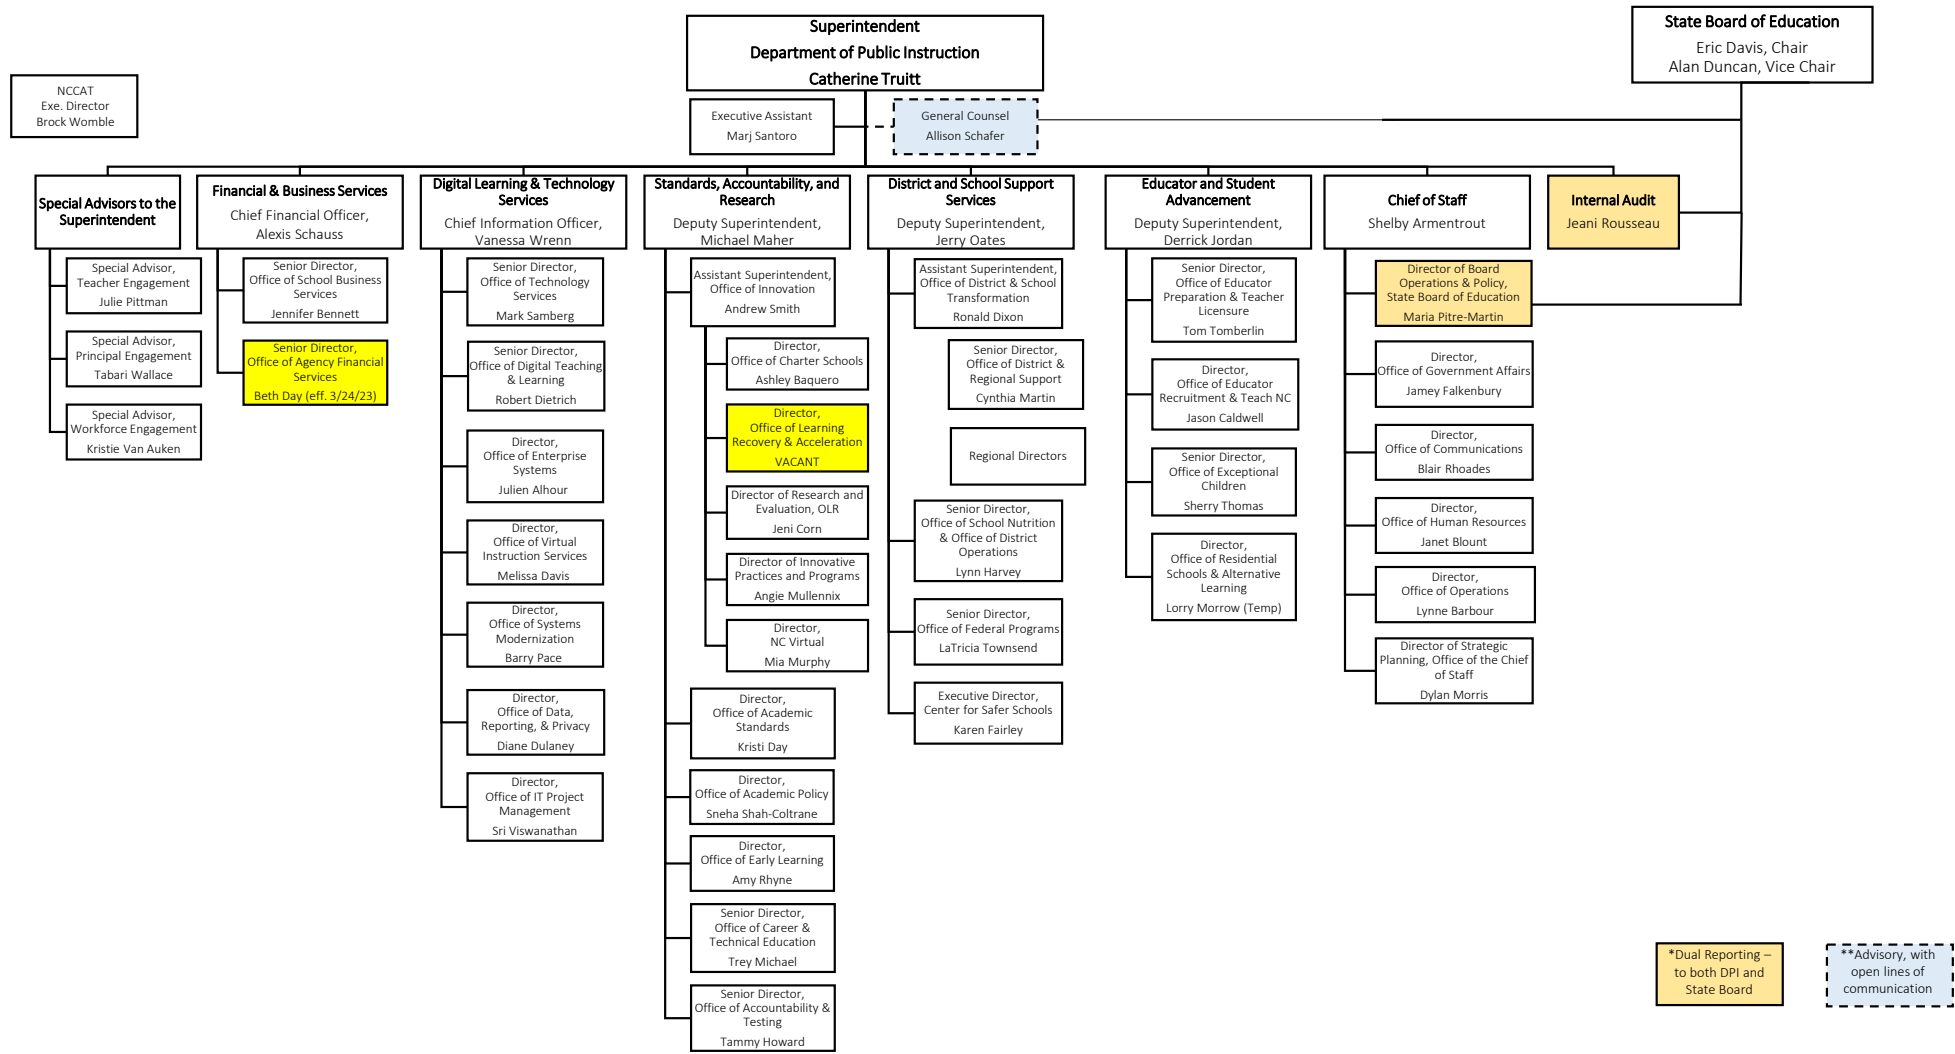 Superintendent
Department of Public Instruction
Catherine Truitt
State Board of Education
Eric Davis, Chair
Alan Duncan, Vice Chair
NCCAT
Exe. Director
Brock Womble
Executive Assistant
Marj Santoro
General Counsel
Allison Schafer
Special Advisors to the
Superintendent
Special Advisor,
Teacher Engagement
Julie Pittman
Special Advisor,
Principal Engagement
Tabari Wallace
Special Advisor,
Workforce Engagement
Kristie Van Auken
Financial & Business Services
Chief Financial Officer,
Alexis Schauss
Senior Director,
Office of School Business
Services
Jennifer Bennett
Senior Director,
Office of Agency Financial
Services
Beth Day (eff. 3/24/23)
Digital Learning & Technology
Services
Chief Information Officer,
Vanessa Wrenn
Senior Director,
Office of Technology
Services
Mark Samberg
Senior Director,
Office of Digital Teaching
& Learning
Robert Dietrich
Director,
Office of Enterprise
Systems
Julien Alhour
Director,
Office of Virtual
Instruction Services
Melissa Davis
Director,
Office of Systems
Modernization
Barry Pace
Director,
Office of Data,
Reporting, & Privacy
Diane Dulaney
Director,
Office of IT Project
Management
Sri Viswanathan
Standards, Accountability, and
Research
Deputy Superintendent,
Michael Maher
Assistant Superintendent,
Office of Innovation
Andrew Smith
Director,
Office of Charter Schools
Ashley Baquero
Director,
Office of Learning
Recovery & Acceleration
VACANT
Director of Research and
Evaluation, OLR
Jeni Corn
Director of Innovative
Practices and Programs
Angie Mullennix
Director,
NC Virtual
Mia Murphy
Director,
Office of Academic
Standards
Kristi Day
Director,
Office of Academic Policy
Sneha Shah-Coltrane
Director,
Office of Early Learning
Amy Rhyne
Senior Director,
Office of Career &
Technical Education
Trey Michael
Senior Director,
Office of Accountability &
Testing
Tammy Howard
District and School Support
Services
Deputy Superintendent,
Jerry Oates
Assistant Superintendent,
Office of District & School
Transformation
Ronald Dixon
Senior Director,
Office of District &
Regional Support
Cynthia Martin
Regional Directors
Senior Director,
Office of School Nutrition
& Office of District
Operations
Lynn Harvey
Senior Director,
Office of Federal Programs
LaTricia Townsend
Executive Director,
Center for Safer Schools
Karen Fairley
Educator and Student
Advancement
Deputy Superintendent,
Derrick Jordan
Senior Director,
Office of Educator
Preparation & Teacher
Licensure
Tom Tomberlin
Director,
Office of Educator
Recruitment & Teach NC
Jason Caldwell
Senior Director,
Office of Exceptional
Children
Sherry Thomas
Director,
Office of Residential
Schools & Alternative
Learning
Lorry Morrow (Temp)
Chief of Staff
Shelby Armentrout
Director of Board
Operations & Policy,
State Board of Education
Maria Pitre-Martin
Director,
Office of Government Affairs
Jamey Falkenbury
Director,
Office of Communications
Blair Rhoades
Director,
Office of Human Resources
Janet Blount
Director,
Office of Operations
Lynne Barbour
Director of Strategic
Planning, Office of the Chief
of Staff
Dylan Morris
Internal Audit
Jeani Rousseau
*Dual Reporting –
to both DPI and
State Board
**Advisory, with
open lines of
communication